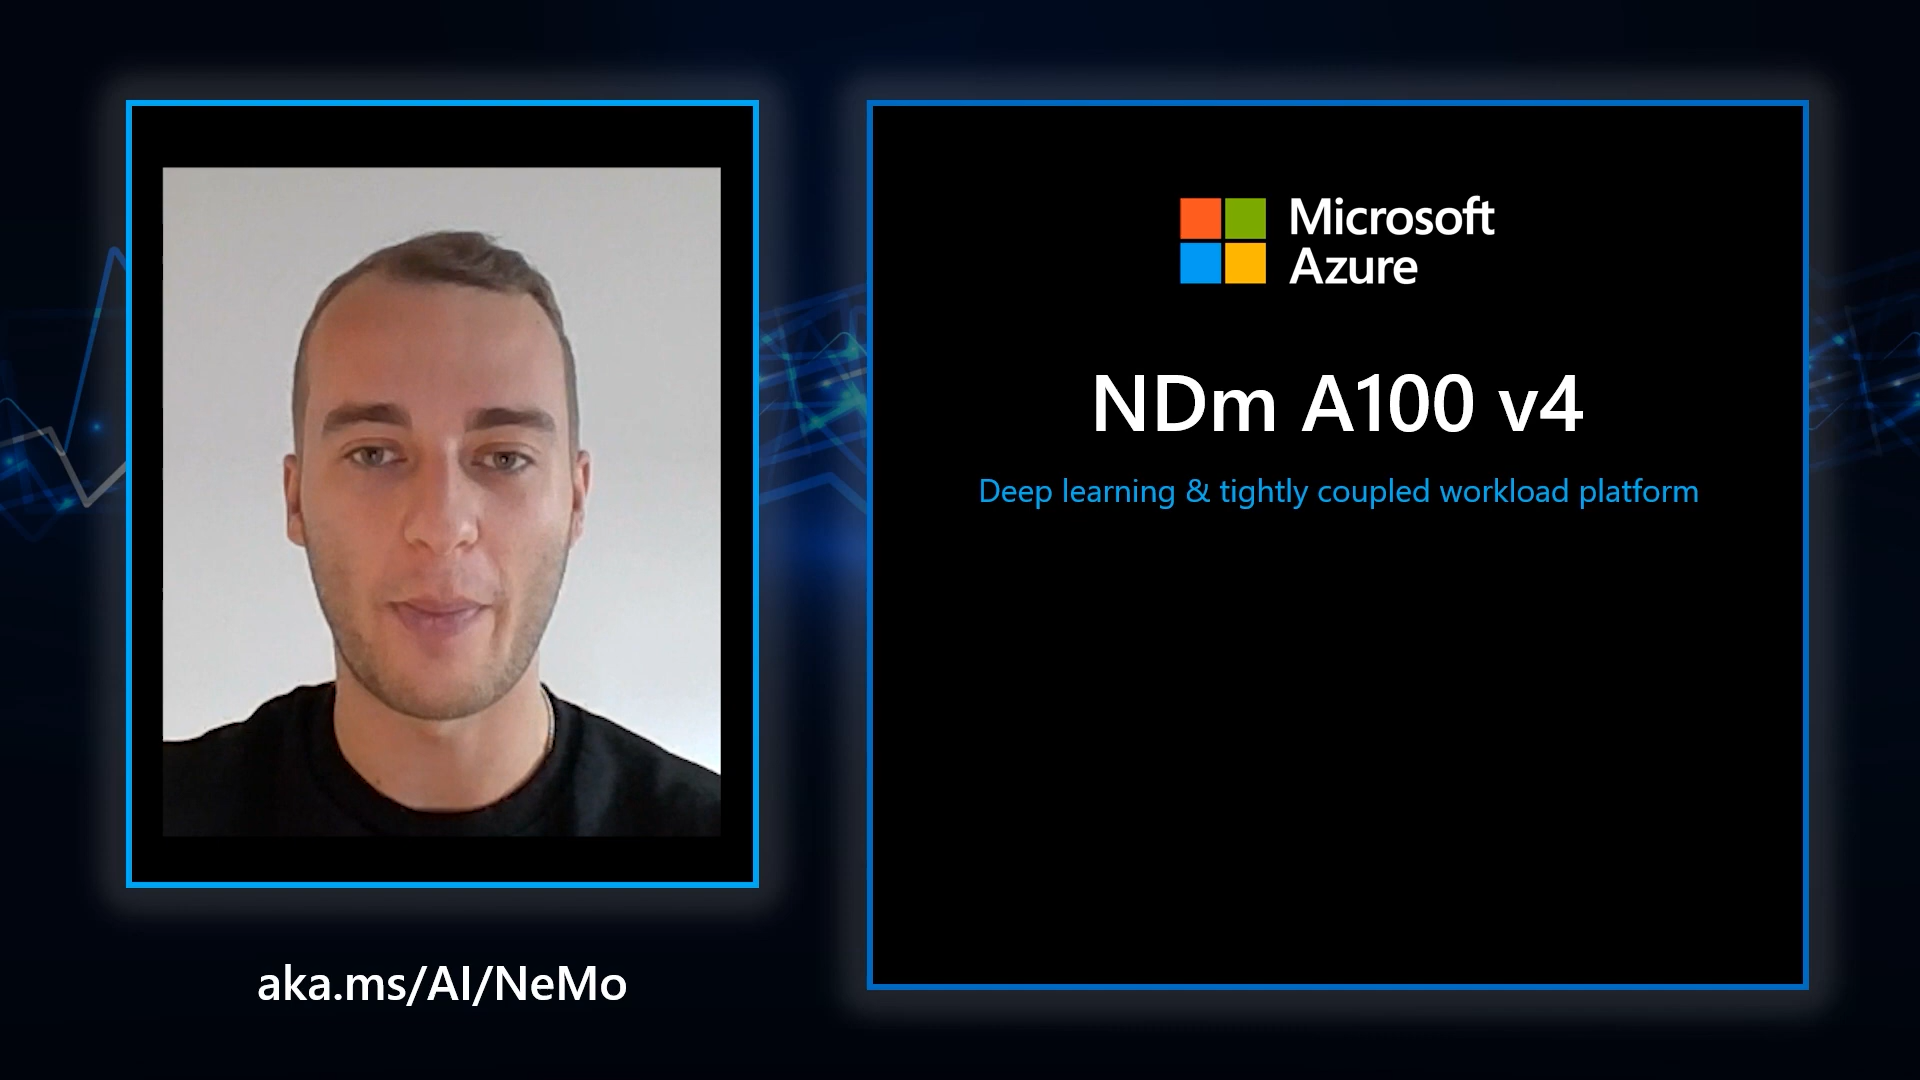 Microsoft
Azure
NDm A100 v4
Deep learning & tightly coupled workload platform
aka.ms/AI/NeMo